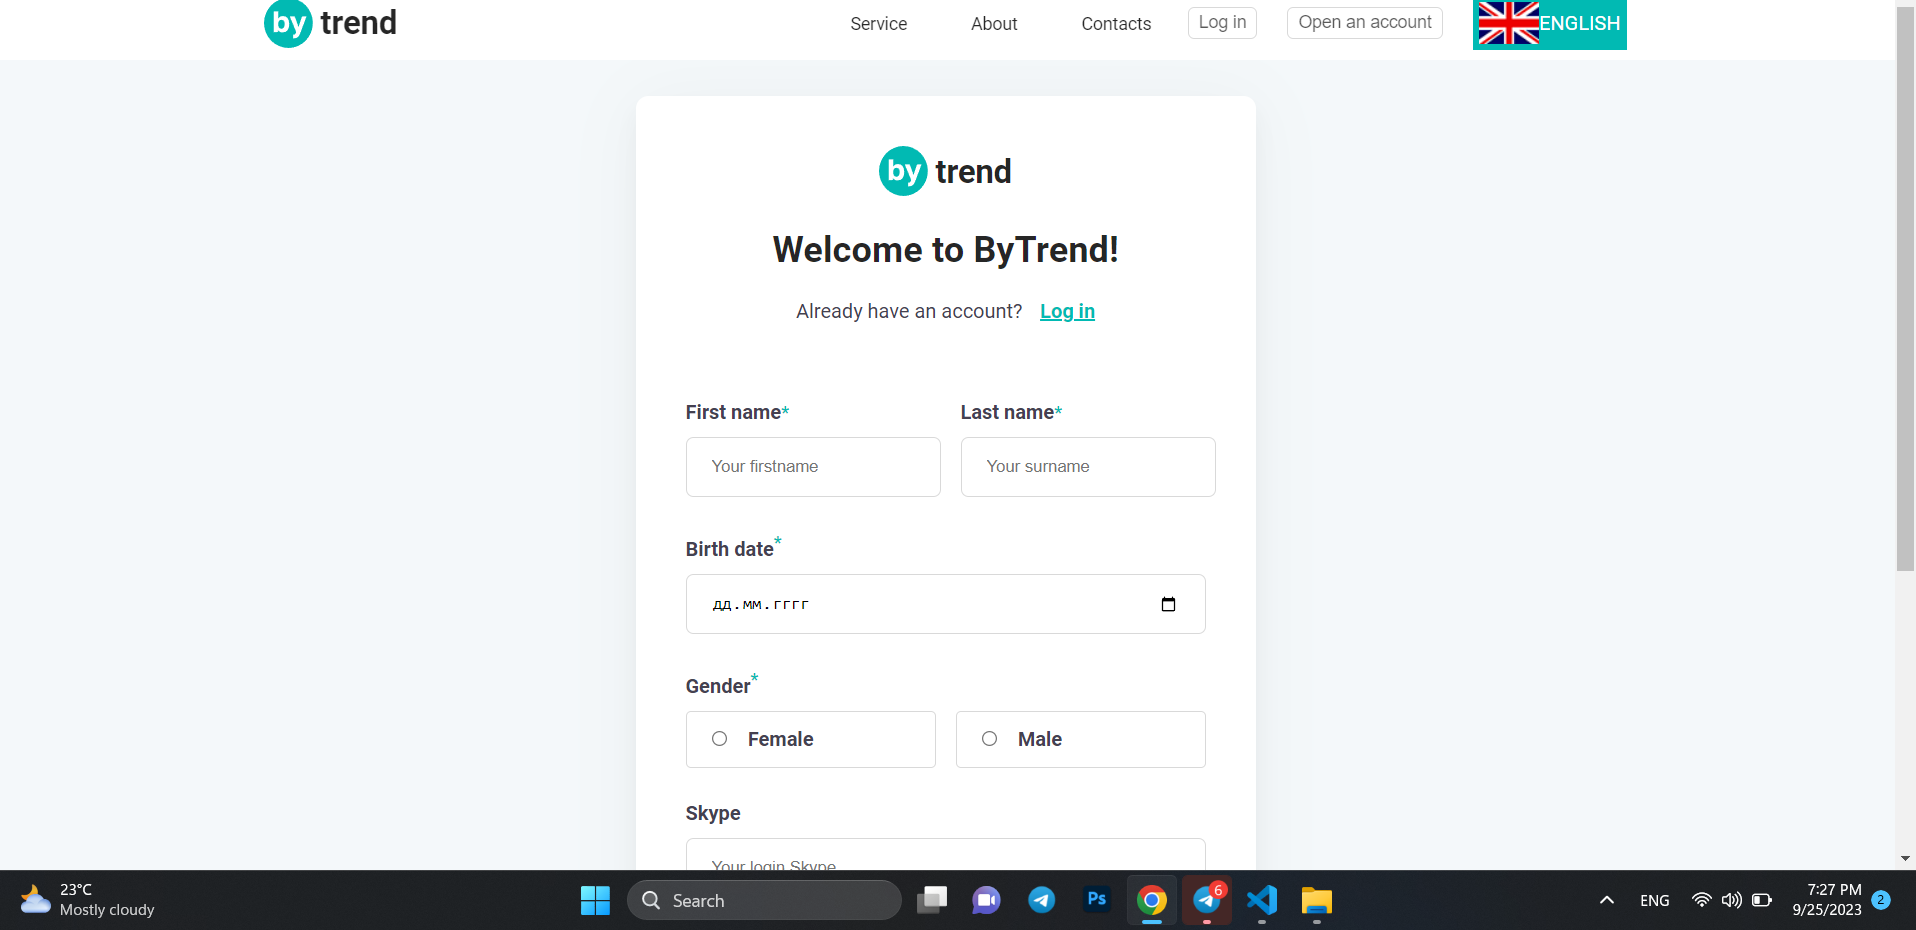 by trend
Service About Contacts Log in Open an account ENGLISH
by trend
Welcome to ByTrend!
Already have an account? Log in
First name* Last name*
Your firstname Your surname
Birth date*
дд.мм.гггг
Gender*
Female Male
Skype
Your login Skype
23°C
Mostly cloudy
Search
Ps
6
ENG
7:27 PM
9/25/2023
2